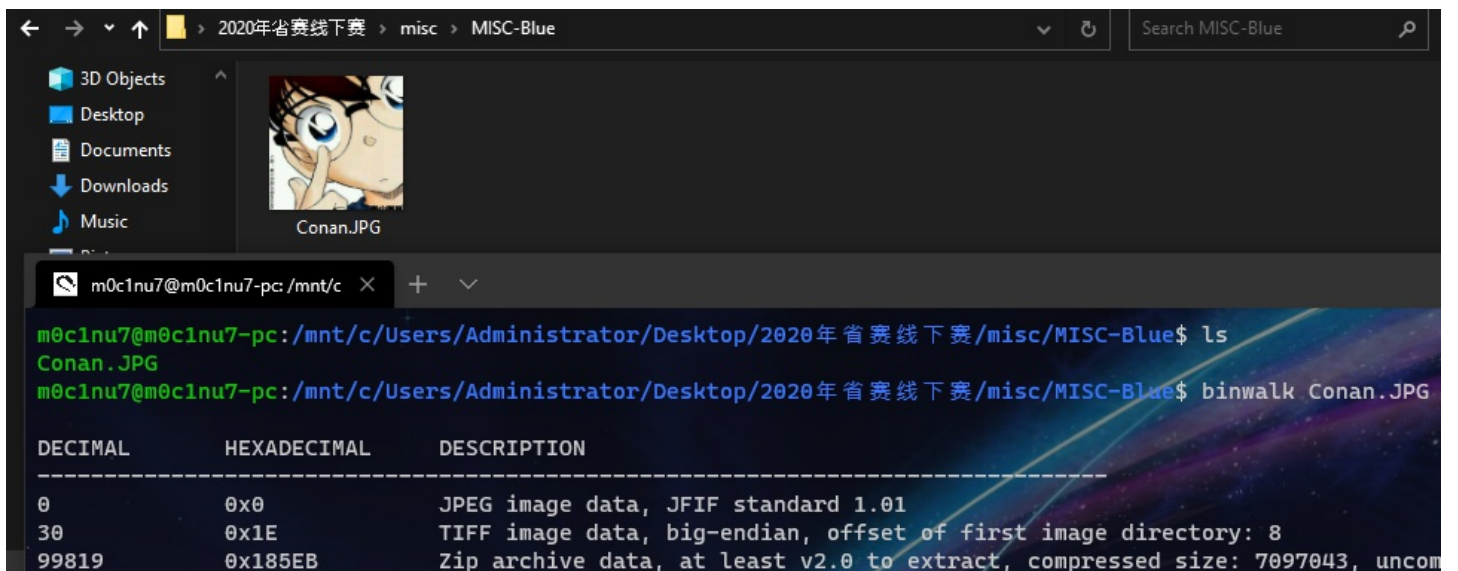 2020年省赛线下赛 › misc › MISC-Blue
Search MISC-Blue
3D Objects
Desktop
Documents
Downloads
Music
Conan.JPG
m0c1nu7@m0c1nu7-pc: /mnt/c
m0c1nu7@m0c1nu7-pc:/mnt/c/Users/Administrator/Desktop/2020年省赛线下赛/misc/MISC-Blue$ ls
Conan.JPG
m0c1nu7@m0c1nu7-pc:/mnt/c/Users/Administrator/Desktop/2020年省赛线下赛/misc/MISC-Blue$ binwalk Conan.JPG
DECIMAL HEXADECIMAL DESCRIPTION
--------------------------------------------------------------------------------
0 0x0 JPEG image data, JFIF standard 1.01
30 0x1E TIFF image data, big-endian, offset of first image directory: 8
99819 0x185EB Zip archive data, at least v2.0 to extract, compressed size: 7097043, uncom